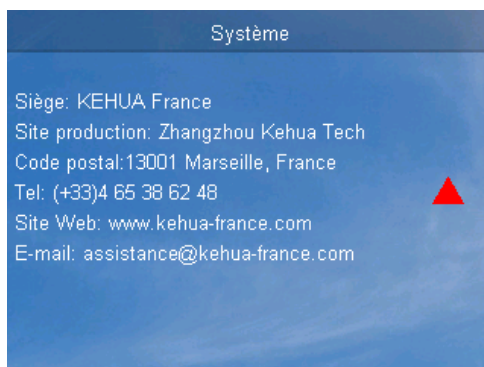 Système
Siège: KEHUA France
Site production: Zhangzhou Kehua Tech
Code postal:13001 Marseille, France
Tel: (+33)4 65 38 62 48
Site Web: www.kehua-france.com
E-mail: assistance@kehua-france.com